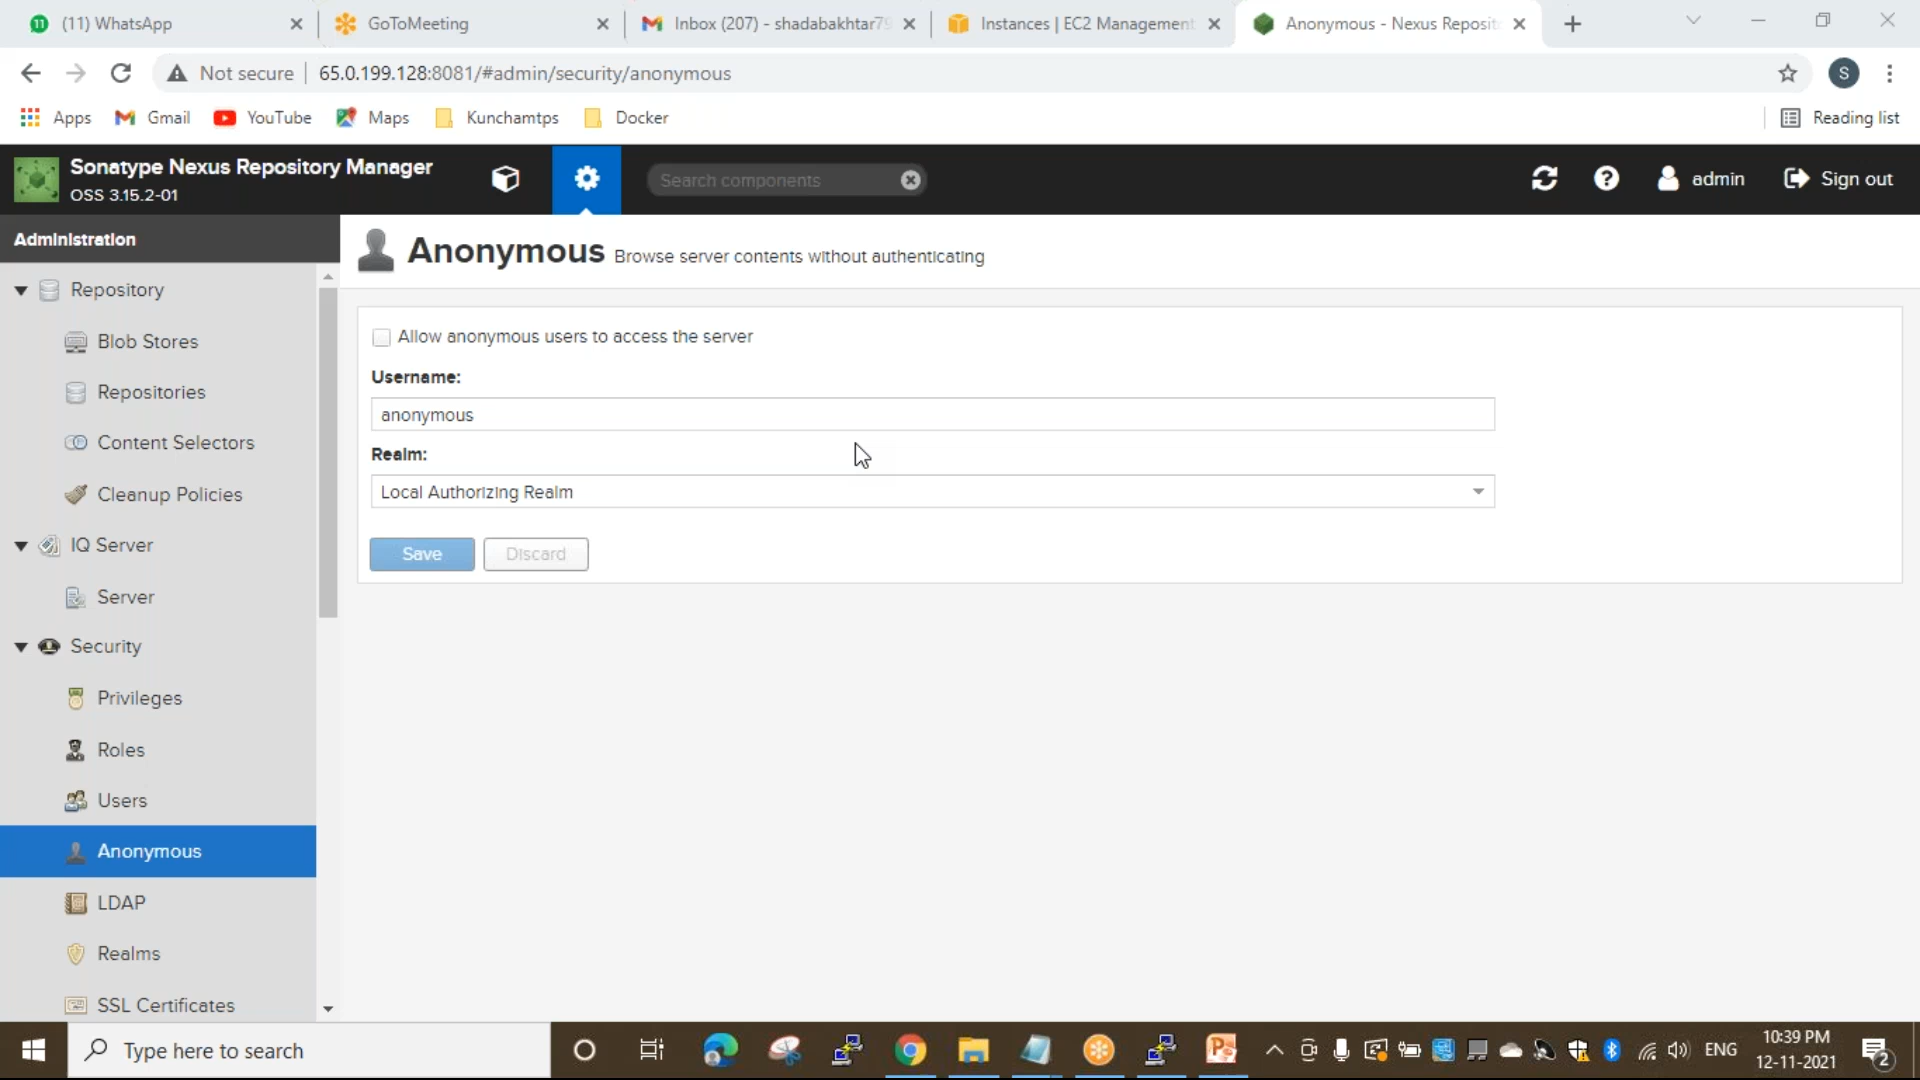 (11) WhatsApp
GoToMeeting
Inbox (207) - shadabakhtar79
Instances | EC2 Management
Anonymous - Nexus Reposit
Not secure
65.0.199.128:8081/#admin/security/anonymous
S
Apps
Gmail
YouTube
Maps
Kunchamtps
Docker
Reading list
Sonatype Nexus Repository Manager
OSS 3.15.2-01
Search components
admin
Sign out
Administration
Anonymous Browse server contents without authenticating
Repository
Blob Stores
Repositories
Content Selectors
Cleanup Policies
IQ Server
Server
Security
Privileges
Roles
Users
Anonymous
LDAP
Realms
SSL Certificates
Allow anonymous users to access the server
Username:
anonymous
Realm:
Local Authorizing Realm
Save
Discard
Type here to search
ENG
10:39 PM
12-11-2021
2